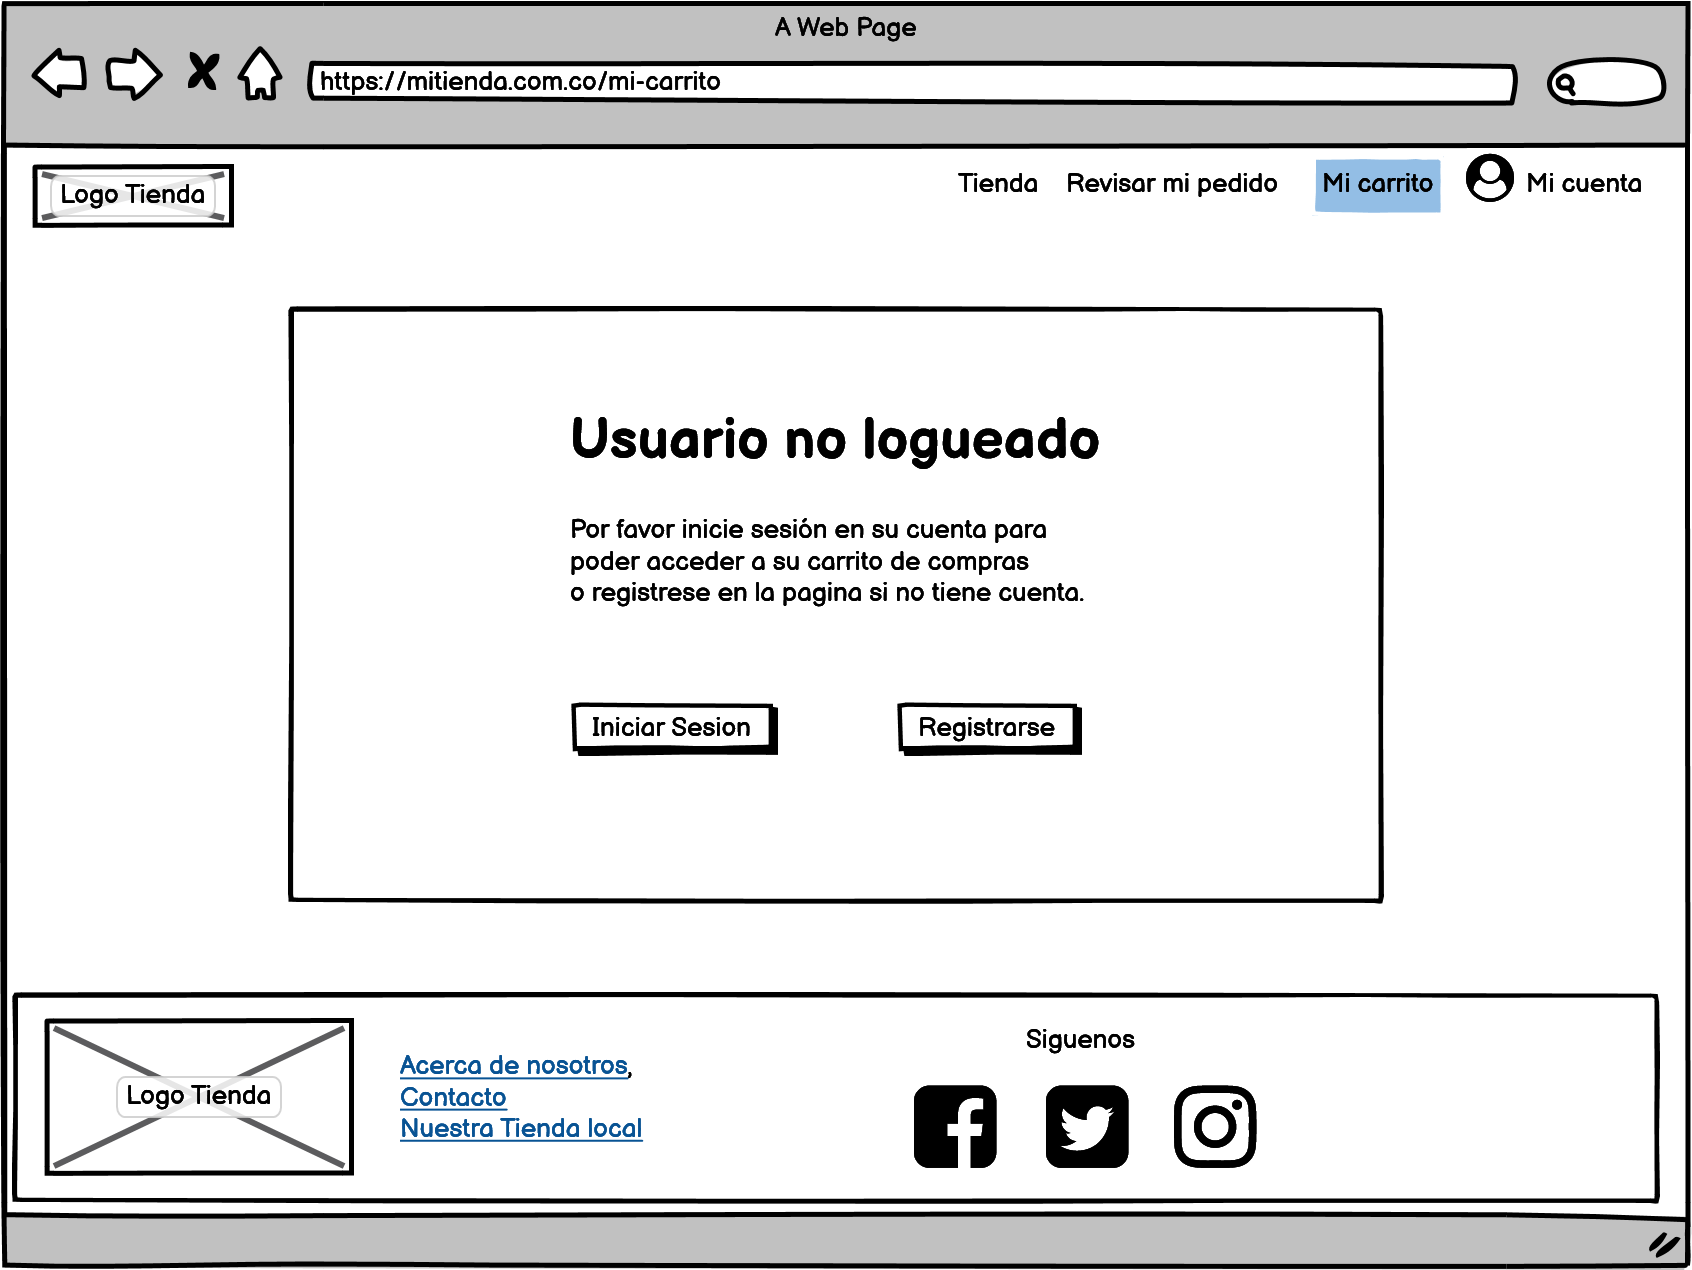 A Web Page
https://mitienda.com.co/mi-carrito
Logo Tienda
Tienda
Revisar mi pedido
Mi carrito
Mi cuenta
Usuario no logueado
Por favor inicie sesión en su cuenta para
poder acceder a su carrito de compras
o registrese en la pagina si no tiene cuenta.
Iniciar Sesion
Registrarse
Logo Tienda
Acerca de nosotros,
Contacto
Nuestra Tienda local
Siguenos